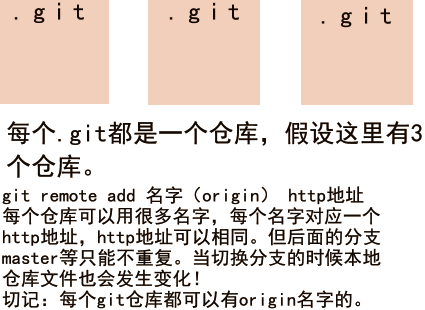 .git .git .git
每个.git都是一个仓库，假设这里有3
个仓库。
git remote add 名字（origin） http地址
每个仓库可以用很多名字，每个名字对应一个
http地址，http地址可以相同。但后面的分支
master等只能不重复。当切换分支的时候本地
仓库文件也会发生变化！
切记：每个git仓库都可以有origin名字的。